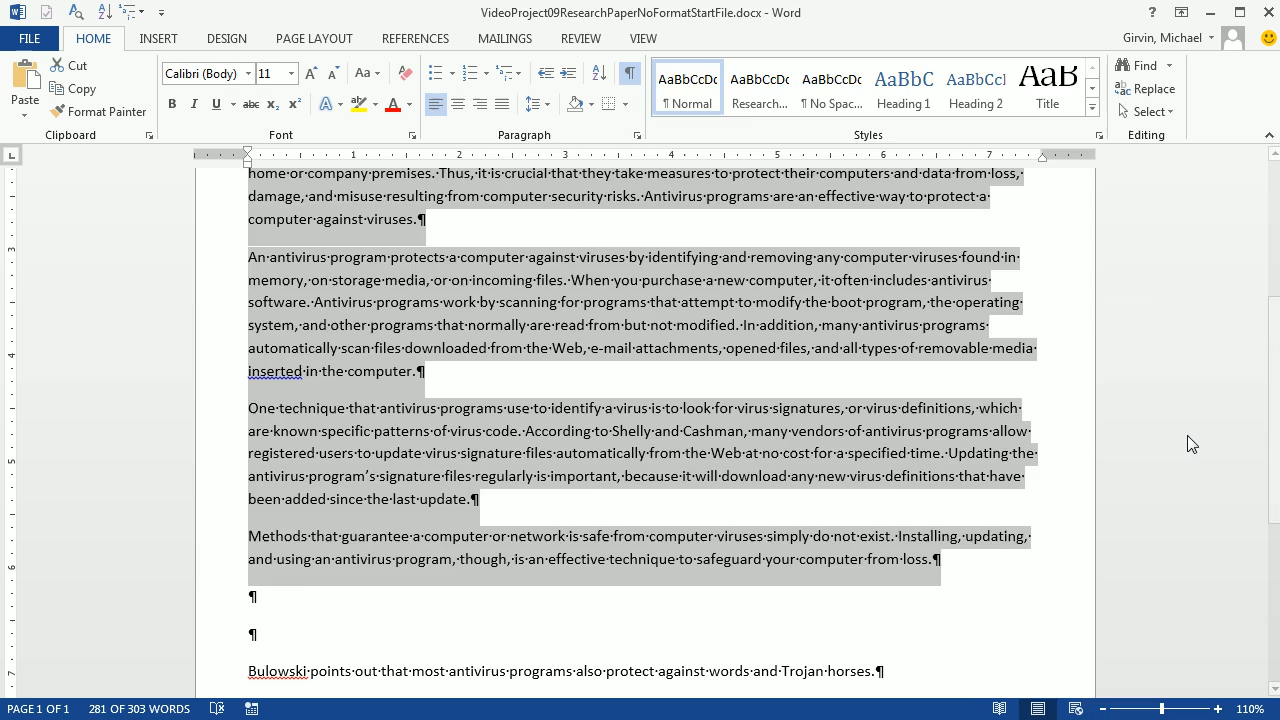 VideoProject09ResearchPaperNoFormatStartFile.docx - Word
FILE HOME INSERT DESIGN PAGE LAYOUT REFERENCES MAILINGS REVIEW VIEW Girvin, Michael
Paste Cut Copy Format Painter
Calibri (Body) 11 Aa
B I U abc x₂ x² A A
AaBbCcDc AaBbCcDc AaBbCcDc AaBbC AaBbCcI AaB
¶ Normal Research... ¶ No Spac... Heading 1 Heading 2 Title
Find Replace Select
Clipboard Font Paragraph Styles Editing
1 2 3 4 5 6 7
home or company premises. Thus, it is crucial that they take measures to protect their computers and data from loss,
damage, and misuse resulting from computer security risks. Antivirus programs are an effective way to protect a
computer against viruses.¶
An antivirus program protects a computer against viruses by identifying and removing any computer viruses found in
memory, on storage media, or on incoming files. When you purchase a new computer, it often includes antivirus
software. Antivirus programs work by scanning for programs that attempt to modify the boot program, the operating
system, and other programs that normally are read from but not modified. In addition, many antivirus programs
automatically scan files downloaded from the Web, e-mail attachments, opened files, and all types of removable media
inserted in the computer.¶
One technique that antivirus programs use to identify a virus is to look for virus signatures, or virus definitions, which
are known specific patterns of virus code. According to Shelly and Cashman, many vendors of antivirus programs allow
registered users to update virus signature files automatically from the Web at no cost for a specified time. Updating the
antivirus program's signature files regularly is important, because it will download any new virus definitions that have
been added since the last update.¶
Methods that guarantee a computer or network is safe from computer viruses simply do not exist. Installing, updating,
and using an antivirus program, though, is an effective technique to safeguard your computer from loss.¶
¶
¶
Bulowski points out that most antivirus programs also protect against words and Trojan horses.¶
3
4
5
6
7
PAGE 1 OF 1 281 OF 303 WORDS 110%